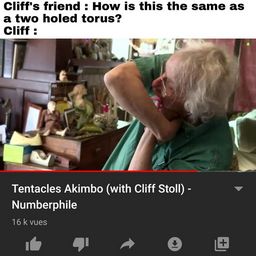 Cliff's friend : How is this the same as
a two holed torus?
Cliff :
Tentacles Akimbo (with Cliff Stoll) -
Numberphile
16 k vues